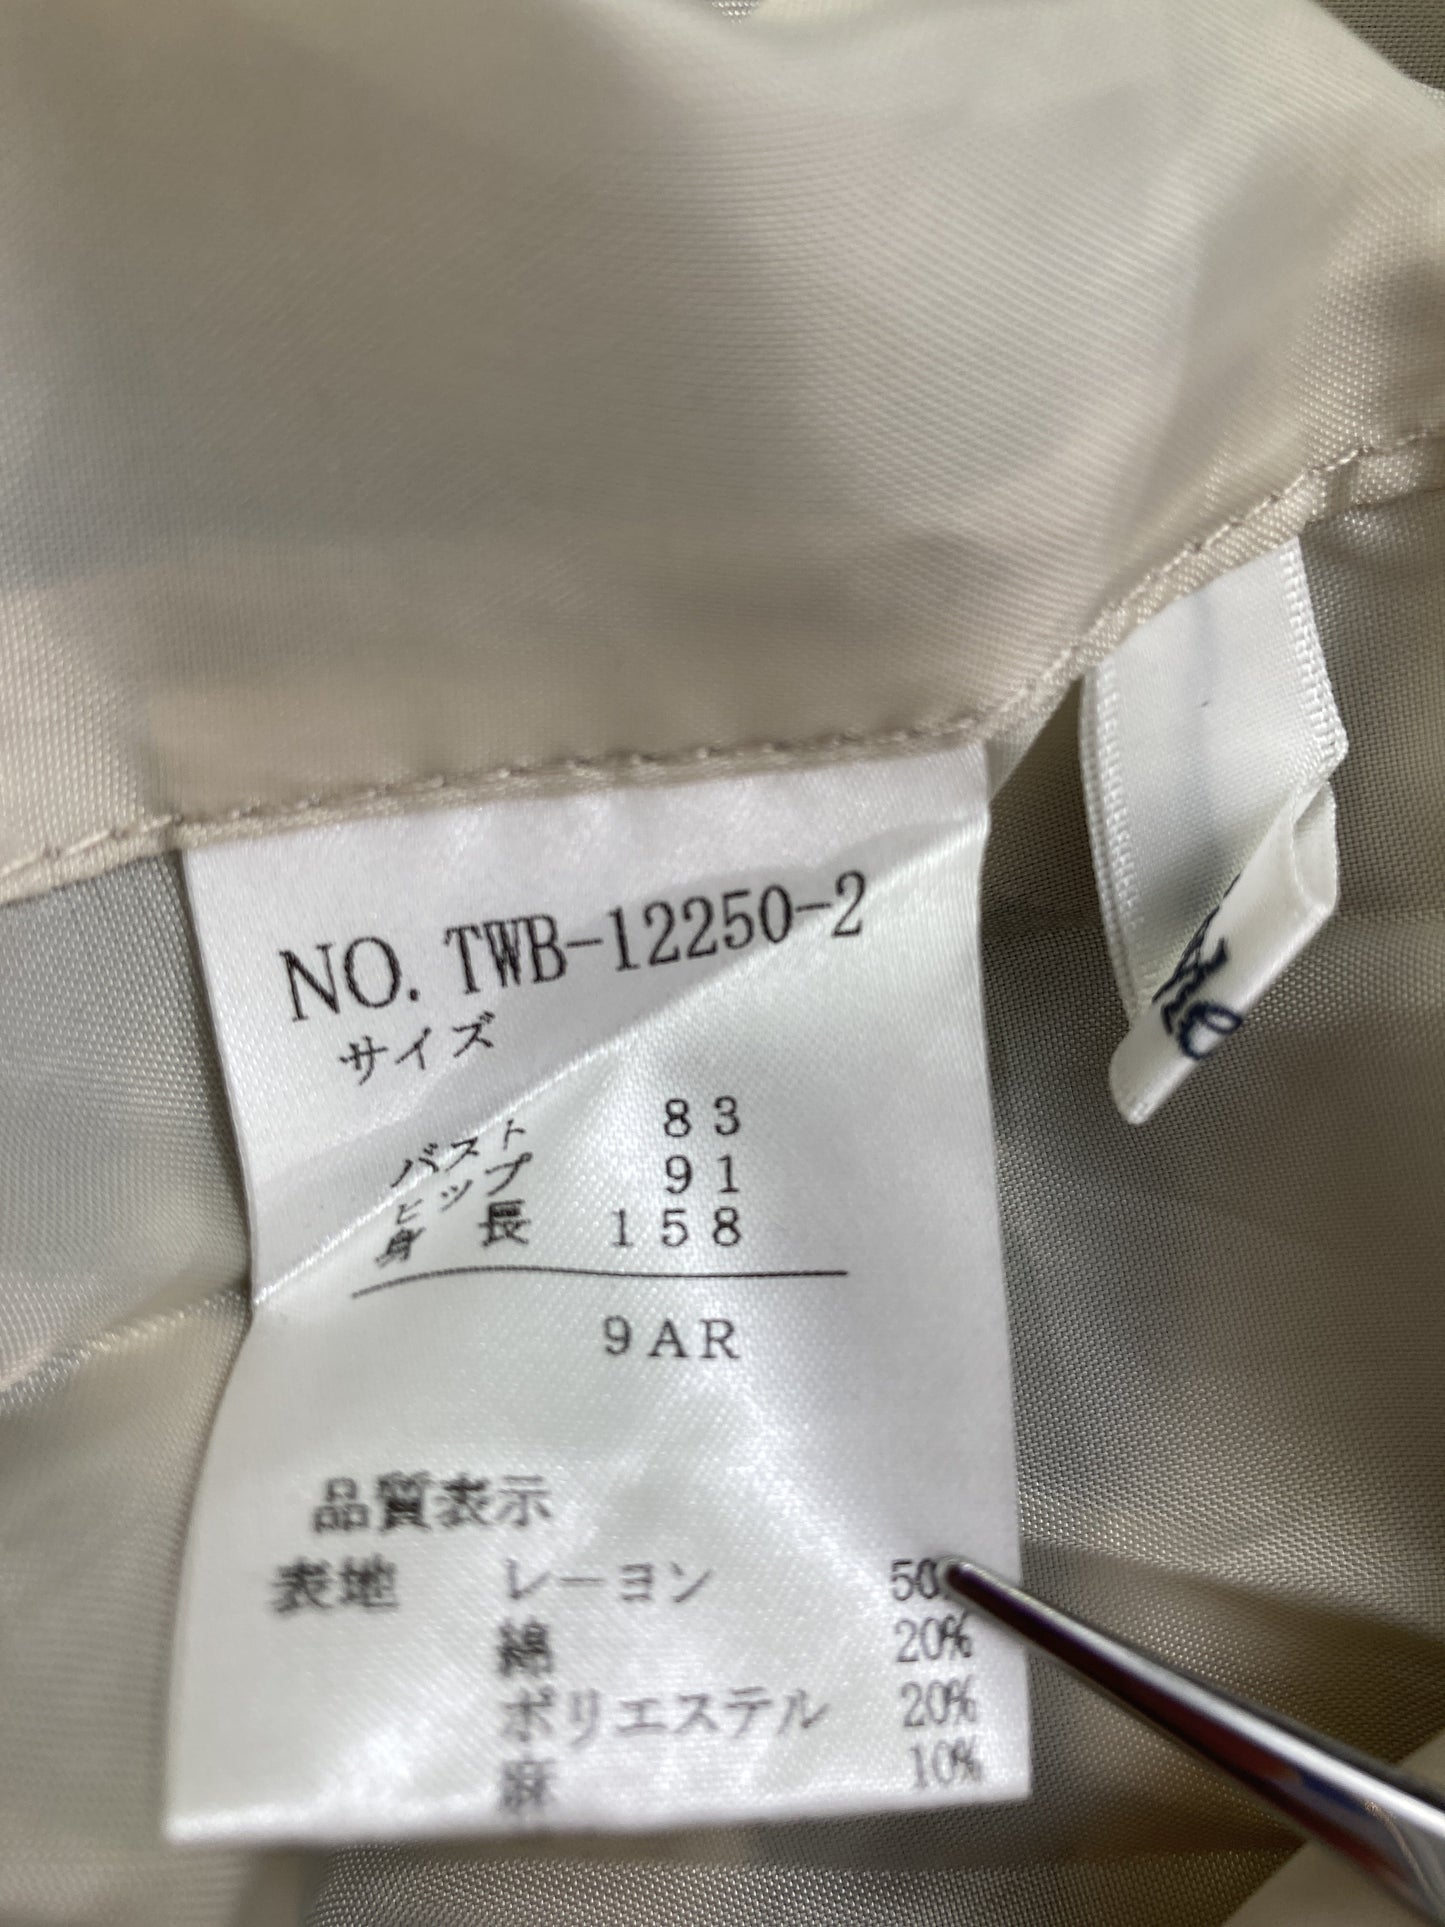 NO. TWB-12250-2
サイズ
バスト 83
ヒップ 91
身長 158
9AR
品質表示
表地 レーヨン 50%
綿 20%
ポリエステル 20%
麻 10%